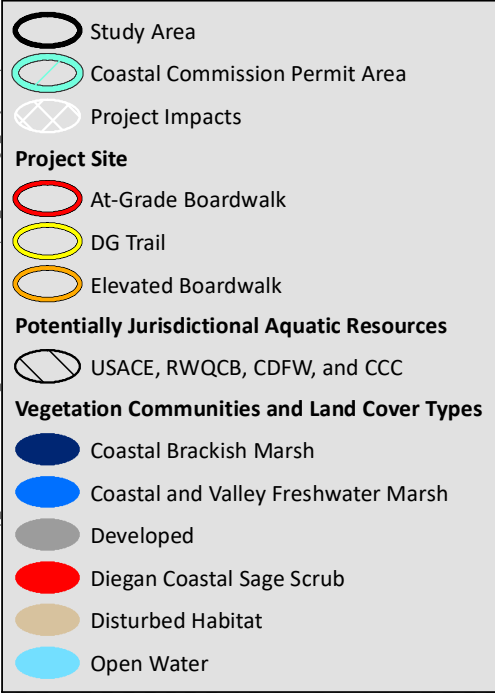 Study Area
Coastal Commission Permit Area
Project Impacts
Project Site
At-Grade Boardwalk
DG Trail
Elevated Boardwalk
Potentially Jurisdictional Aquatic Resources
USACE, RWQCB, CDFW, and CCC
Vegetation Communities and Land Cover Types
Coastal Brackish Marsh
Coastal and Valley Freshwater Marsh
Developed
Diegan Coastal Sage Scrub
Disturbed Habitat
Open Water